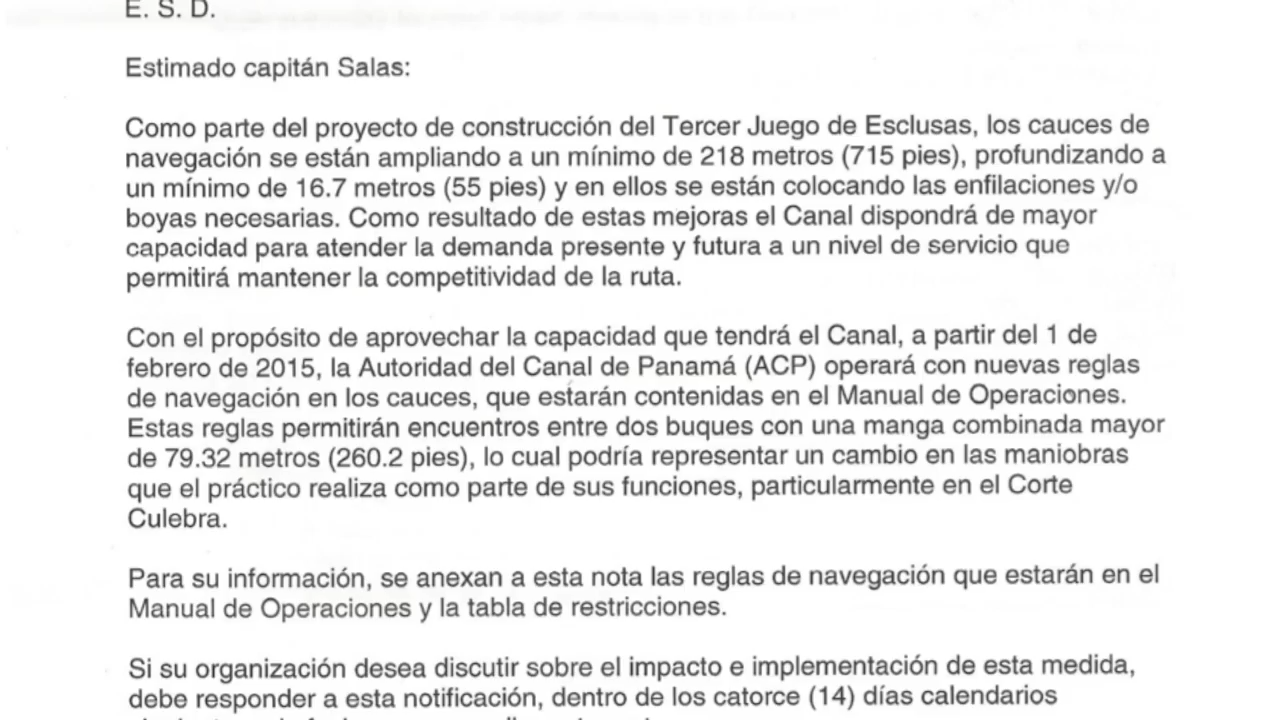 E. S. D.
Estimado capitán Salas:
Como parte del proyecto de construcción del Tercer Juego de Esclusas, los cauces de
navegación se están ampliando a un mínimo de 218 metros (715 pies), profundizando a
un mínimo de 16.7 metros (55 pies) y en ellos se están colocando las enfilaciones y/o
boyas necesarias. Como resultado de estas mejoras el Canal dispondrá de mayor
capacidad para atender la demanda presente y futura a un nivel de servicio que
permitirá mantener la competitividad de la ruta.
Con el propósito de aprovechar la capacidad que tendrá el Canal, a partir del 1 de
febrero de 2015, la Autoridad del Canal de Panamá (ACP) operará con nuevas reglas
de navegación en los cauces, que estarán contenidas en el Manual de Operaciones.
Estas reglas permitirán encuentros entre dos buques con una manga combinada mayor
de 79.32 metros (260.2 pies), lo cual podría representar un cambio en las maniobras
que el práctico realiza como parte de sus funciones, particularmente en el Corte
Culebra.
Para su información, se anexan a esta nota las reglas de navegación que estarán en el
Manual de Operaciones y la tabla de restricciones.
Si su organización desea discutir sobre el impacto e implementación de esta medida,
debe responder a esta notificación, dentro de los catorce (14) días calendarios